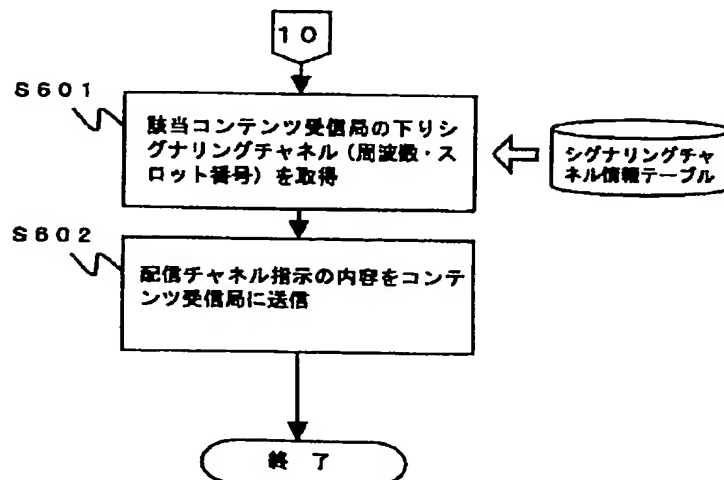 10
S601
該当コンテンツ受信局の下りシ
グナリングチャネル（周波数・ス
ロット番号）を取得
シグナリングチャ
ネル情報テーブル
S602
配信チャネル指示の内容をコンテ
ンツ受信局に送信
終 了